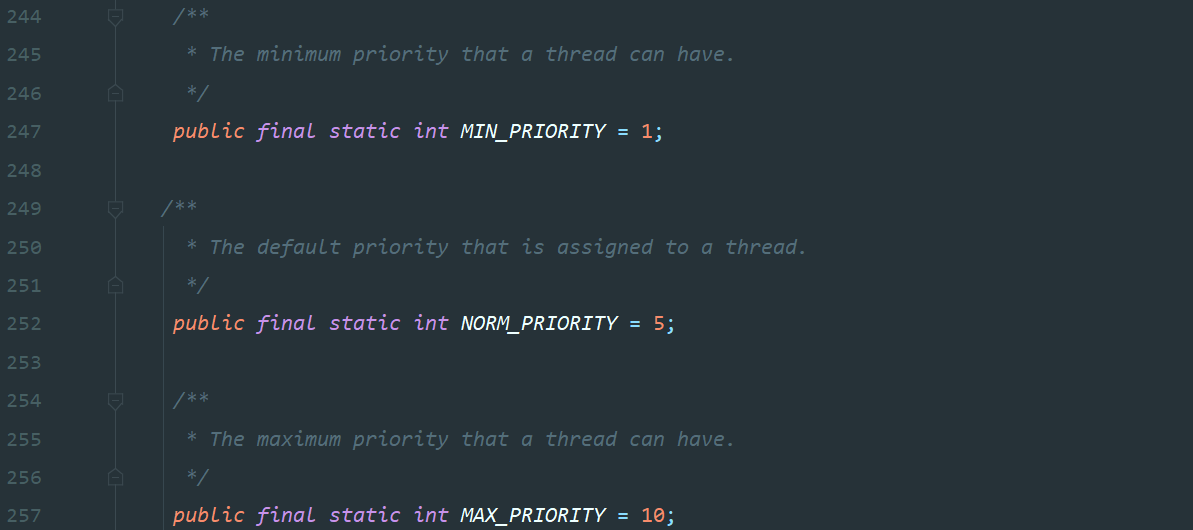 244 /**
245 * The minimum priority that a thread can have.
246 */
247 public final static int MIN_PRIORITY = 1;
248
249 /**
250 * The default priority that is assigned to a thread.
251 */
252 public final static int NORM_PRIORITY = 5;
253
254 /**
255 * The maximum priority that a thread can have.
256 */
257 public final static int MAX_PRIORITY = 10;